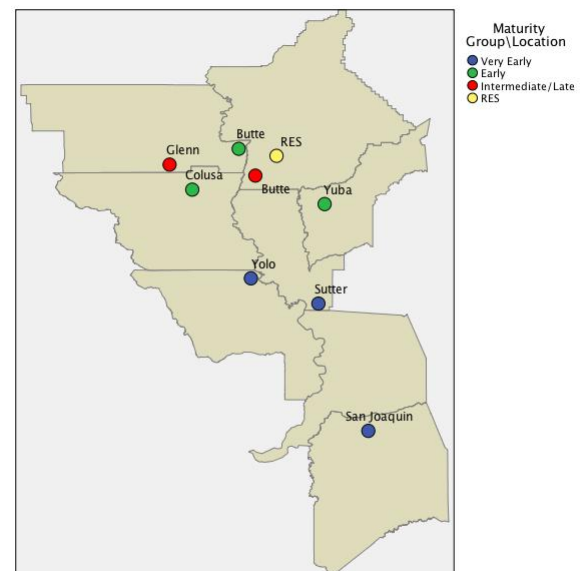 Maturity
Group\Location
Very Early
Early
Intermediate/Late
RES
Butte
RES
Glenn
Colusa
Butte
Yuba
Yolo
Sutter
San Joaquin